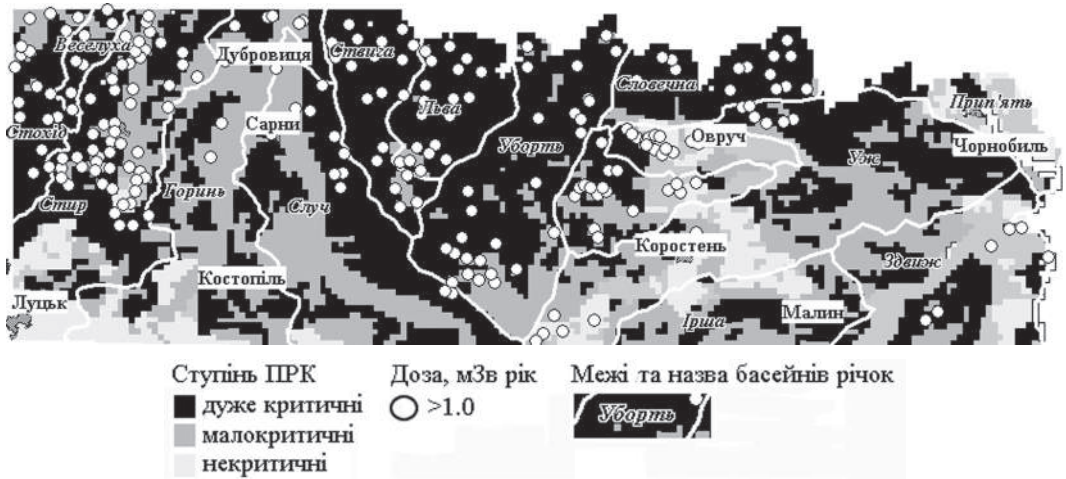 Веселуха
Дубровиця
Ствига
Словечна
Льва
Прип'ять
Стохід
Сарни
Уборть
Овруч
Чорнобиль
Уж
Стир
Горинь
Случ
Коростень
Здвиж
Луцьк
Костопіль
Ірша
Малин
Ступінь ПРК
дуже критичні
малокритичні
некритичні
Доза, мЗв рік
>1.0
Межі та назва басейнів річок
Уборть